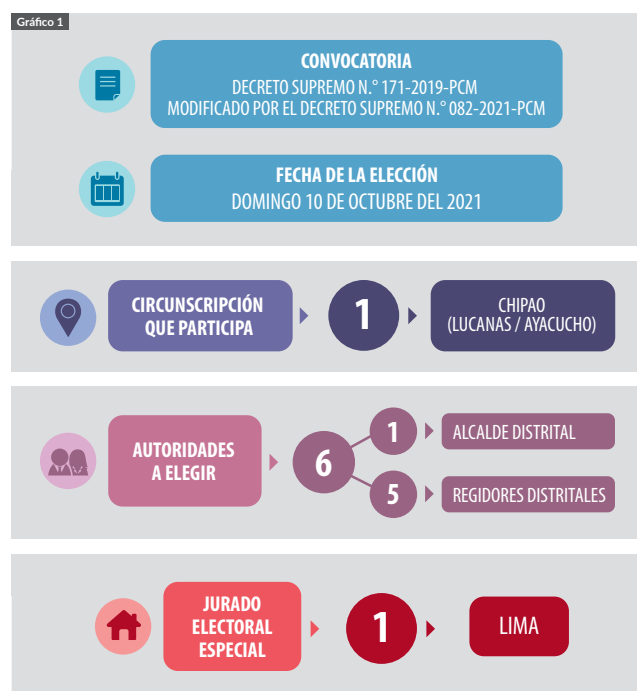 Gráfico 1
CONVOCATORIA
DECRETO SUPREMO N.° 171-2019-PCM
MODIFICADO POR EL DECRETO SUPREMO N.° 082-2021-PCM
FECHA DE LA ELECCIÓN
DOMINGO 10 DE OCTUBRE DEL 2021
CIRCUNSCRIPCIÓN
QUE PARTICIPA
1
CHIPAO
(LUCANAS / AYACUCHO)
AUTORIDADES
A ELEGIR
6
1
ALCALDE DISTRITAL
5
REGIDORES DISTRITALES
JURADO
ELECTORAL
ESPECIAL
1
LIMA